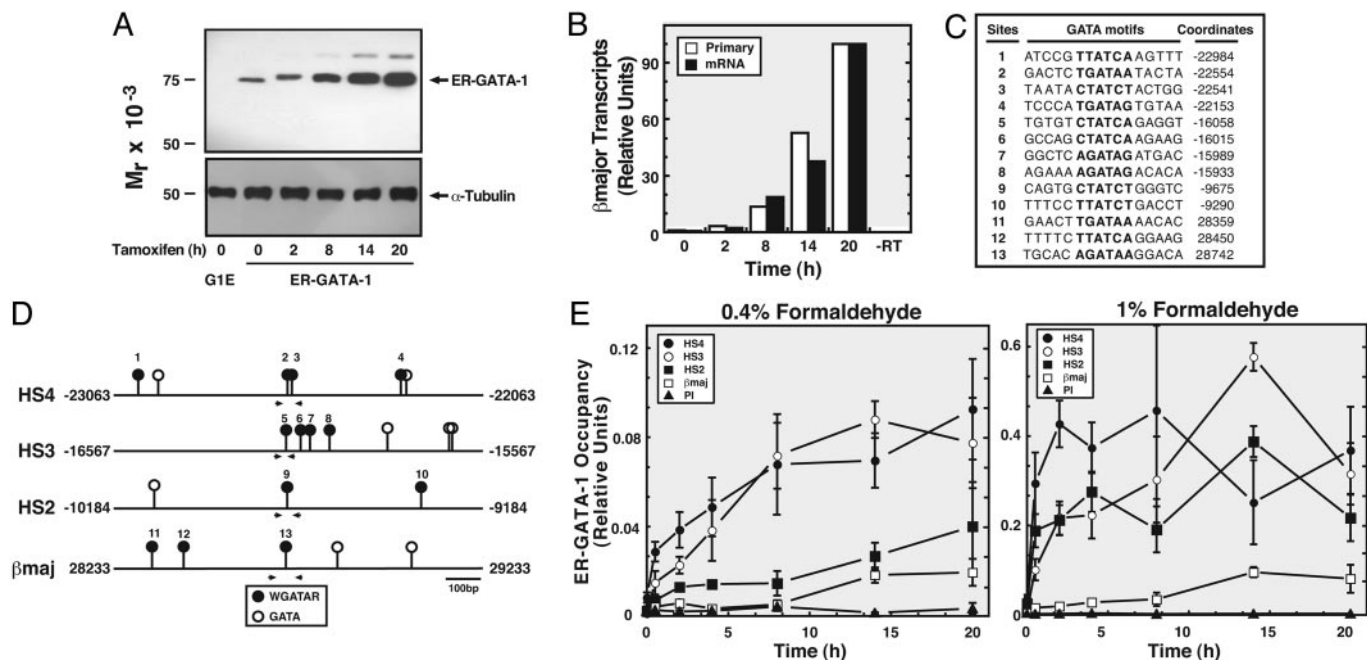 A
Mr x 10-3
75
50
50
ER-GATA-1
α-Tubulin
Tamoxifen (h) 0 0 2 8 14 20
G1E ER-GATA-1
B
βmajor Transcripts
(Relative Units)
90
60
30
0
Primary
mRNA
0 2 8 14 20 -RT
Time (h)
C
Sites GATA motifs Coordinates
1 ATCCG TTATCA AGTTT -22984
2 GACTC TGATAA TACTA -22554
3 TAATA CTATCT ACTGG -22541
4 TCCCA TGATAG TGTAA -22153
5 TGTGT CTATCA GAGGT -16058
6 GCCAG CTATCA AGAAG -16015
7 GGCTC AGATAG ATGAC -15989
8 AGAAA AGATAG ACACA -15933
9 CAGTG CTATCT GGGTC -9675
10 TTTCC TTATCT GACCT -9290
11 GAACT TGATAA AACAC 28359
12 TTTTC TTATCA GGAAG 28450
13 TGCAC AGATAA GGACA 28742
D
1 2 3 4
HS4 -23063 -22063
5 6 7 8
HS3 -16567 -15567
9 10
HS2 -10184 -9184
11 12 13
βmaj 28233 29233
100bp
WGATAR
GATA
E
0.4% Formaldehyde
ER-GATA-1 Occupancy
(Relative Units)
0.12
0.08
0.04
0
HS4
HS3
HS2
βmaj
PI
0 5 10 15 20
Time (h)
1% Formaldehyde
0.6
0.4
0.2
0
HS4
HS3
HS2
βmaj
PI
0 5 10 15 20
Time (h)